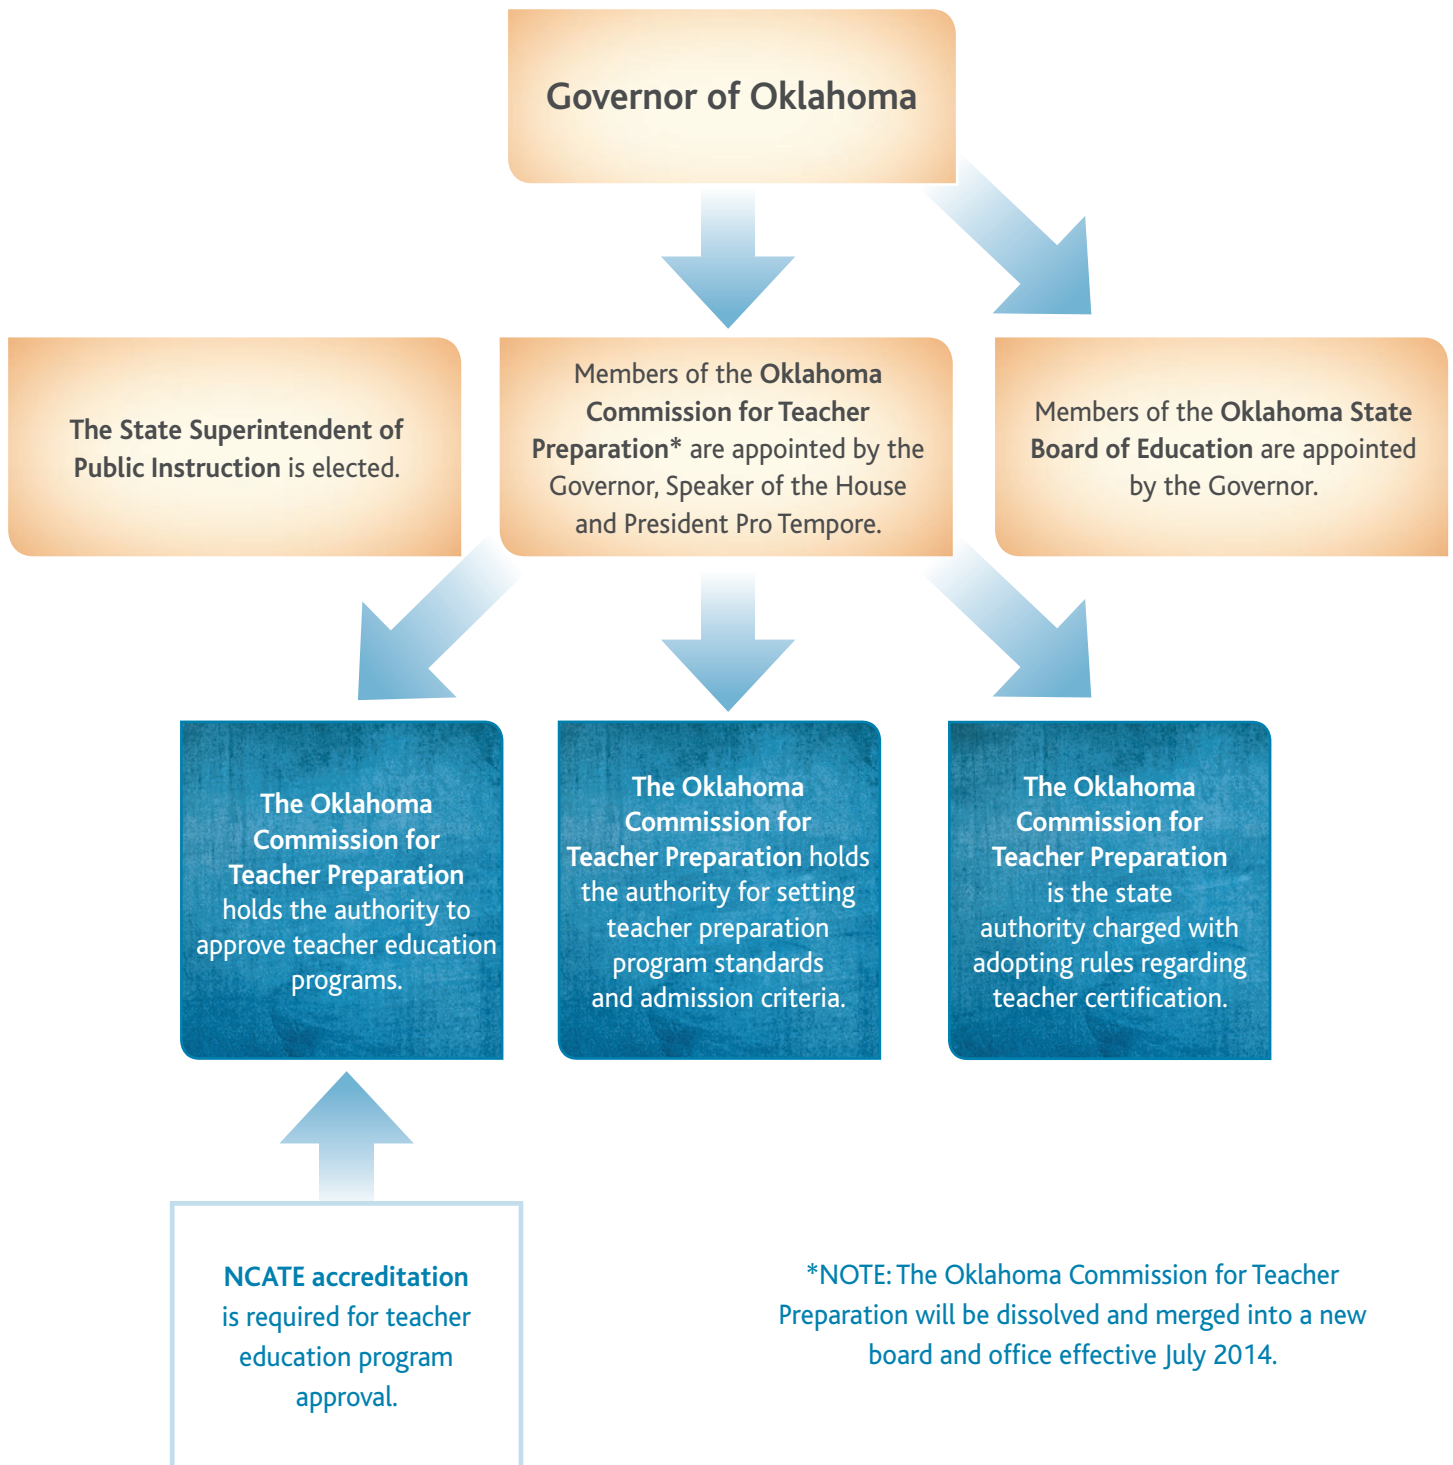 Governor of Oklahoma
The State Superintendent of
Public Instruction is elected.
Members of the Oklahoma
Commission for Teacher
Preparation* are appointed by the
Governor, Speaker of the House
and President Pro Tempore.
Members of the Oklahoma State
Board of Education are appointed
by the Governor.
The Oklahoma
Commission for
Teacher Preparation
holds the authority to
approve teacher education
programs.
The Oklahoma
Commission for
Teacher Preparation holds
the authority for setting
teacher preparation
program standards
and admission criteria.
The Oklahoma
Commission for
Teacher Preparation
is the state
authority charged with
adopting rules regarding
teacher certification.
NCATE accreditation
is required for teacher
education program
approval.
*NOTE: The Oklahoma Commission for Teacher
Preparation will be dissolved and merged into a new
board and office effective July 2014.